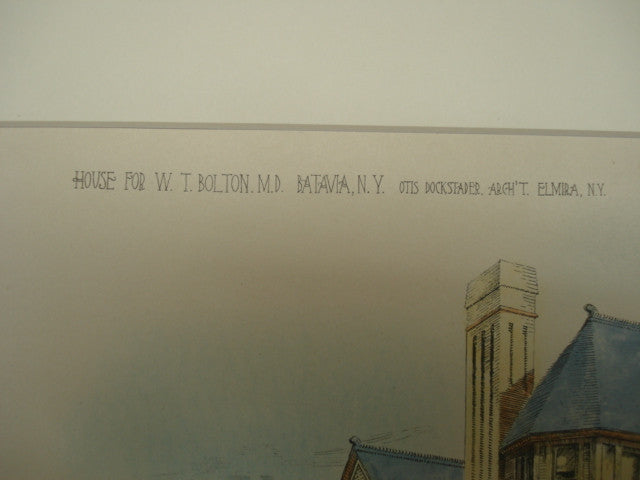 HOUSE FOR W. T. BOLTON. M.D. BATAVIA, N.Y. OTIS DOCKSTADER. ARCH'T. ELMIRA, N.Y.